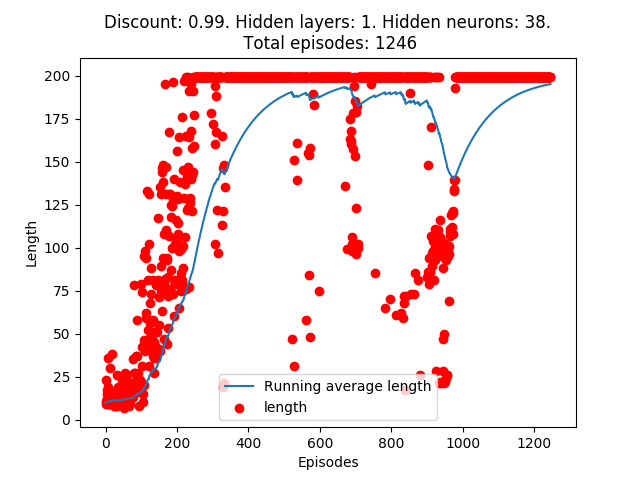 Discount: 0.99. Hidden layers: 1. Hidden neurons: 38.
Total episodes: 1246
200
175
150
125
100
75
50
25
0
Length
Running average length
length
0 200 400 600 800 1000 1200
Episodes